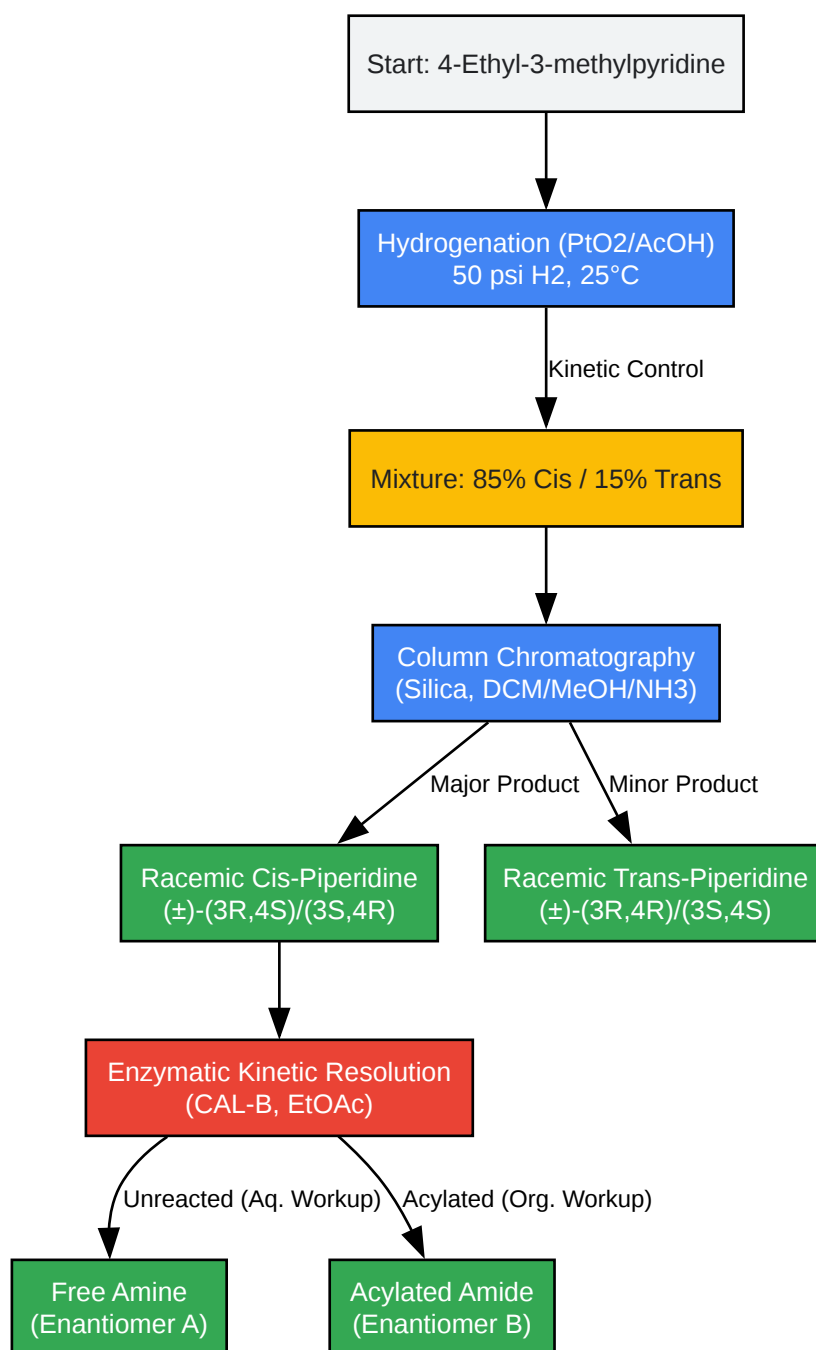 Start: 4-Ethyl-3-methylpyridine
Hydrogenation (PtO2/AcOH)
50 psi H2, 25°C
Kinetic Control
Mixture: 85% Cis / 15% Trans
Column Chromatography
(Silica, DCM/MeOH/NH3)
Major Product
Minor Product
Racemic Cis-Piperidine
(±)-(3R,4S)/(3S,4R)
Racemic Trans-Piperidine
(±)-(3R,4R)/(3S,4S)
Enzymatic Kinetic Resolution
(CAL-B, EtOAc)
Unreacted (Aq. Workup)
Acylated (Org. Workup)
Free Amine
(Enantiomer A)
Acylated Amide
(Enantiomer B)